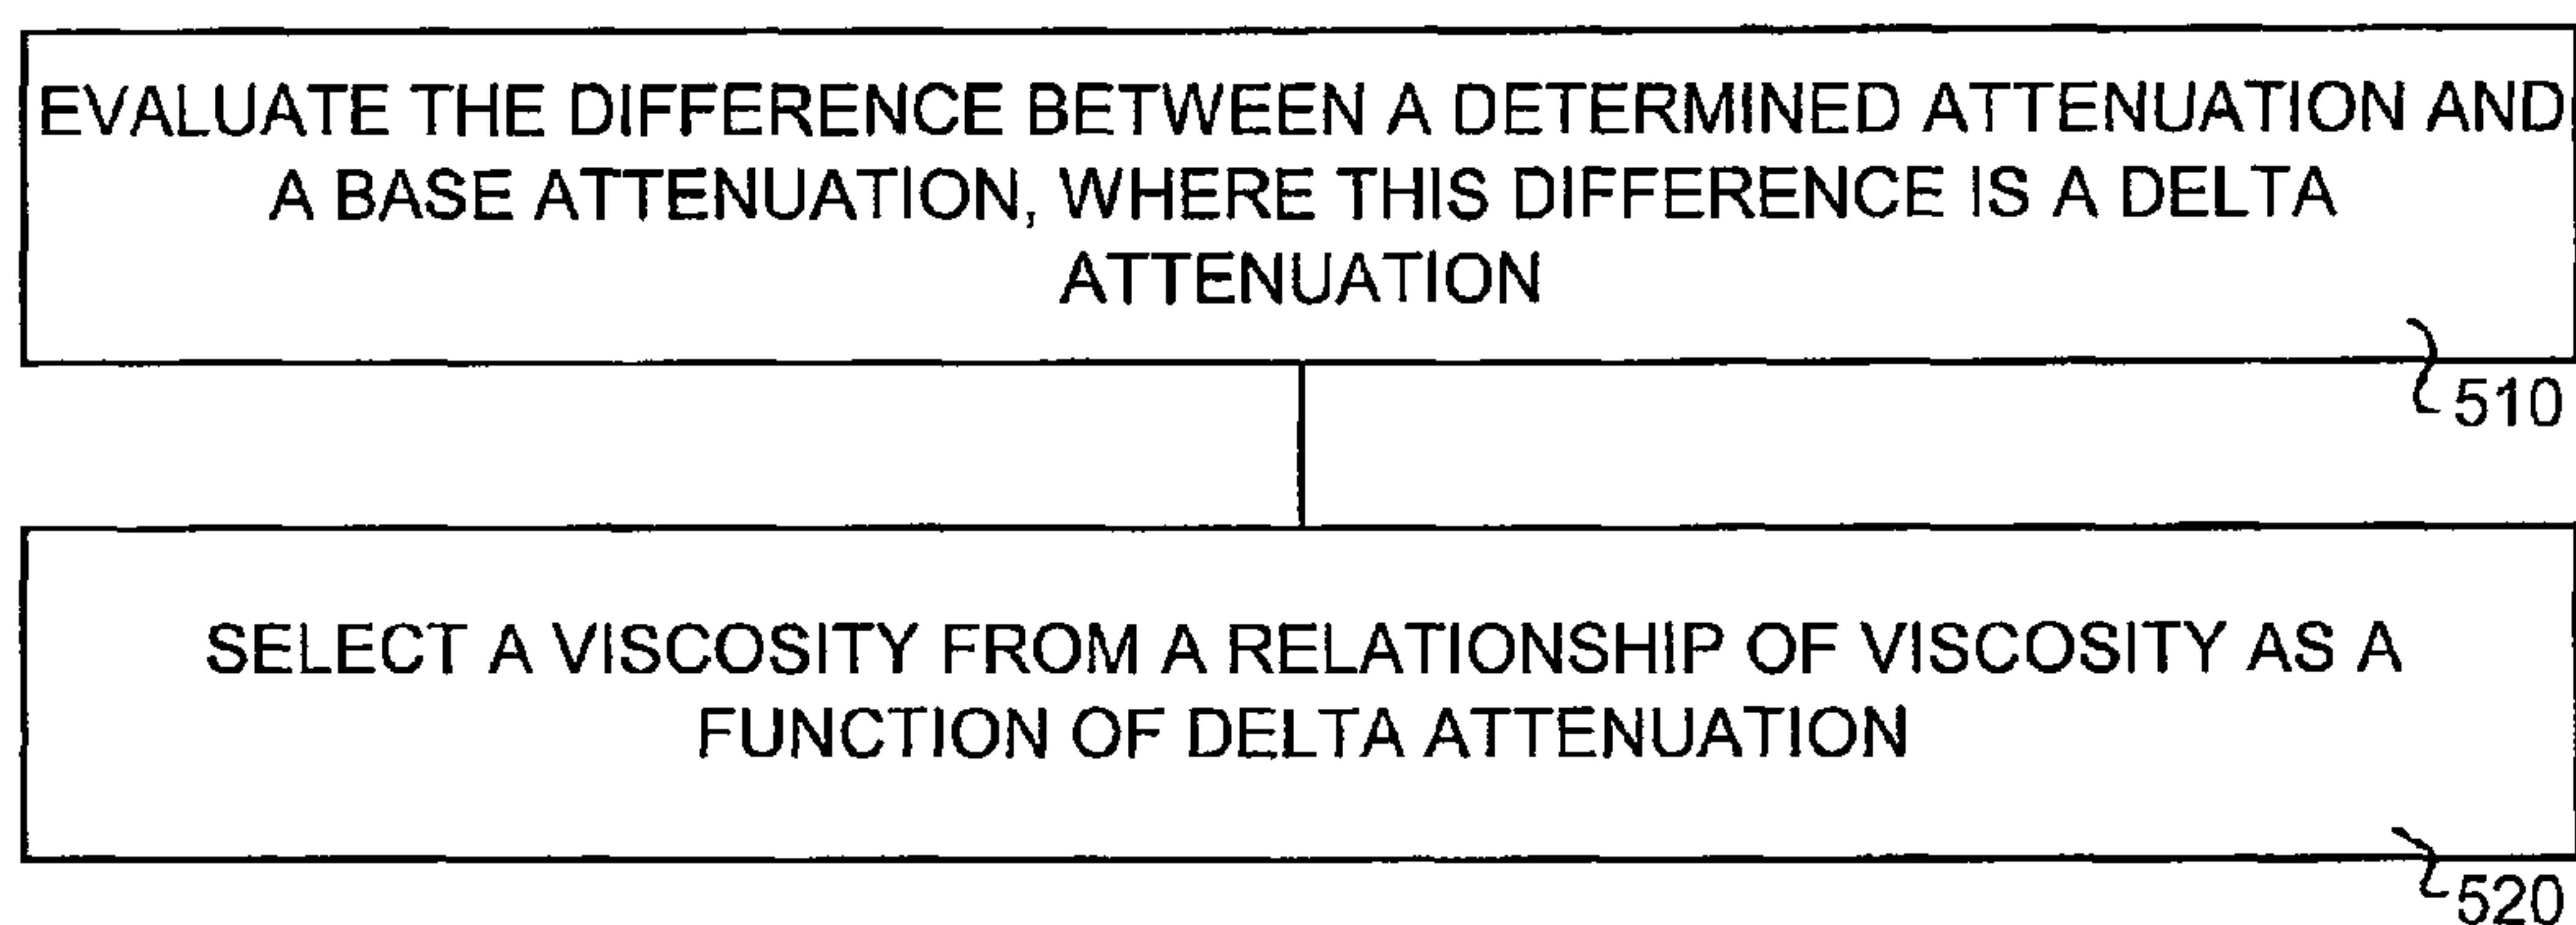 EVALUATE THE DIFFERENCE BETWEEN A DETERMINED ATTENUATION AND
A BASE ATTENUATION, WHERE THIS DIFFERENCE IS A DELTA
ATTENUATION
510
SELECT A VISCOSITY FROM A RELATIONSHIP OF VISCOSITY AS A
FUNCTION OF DELTA ATTENUATION
520